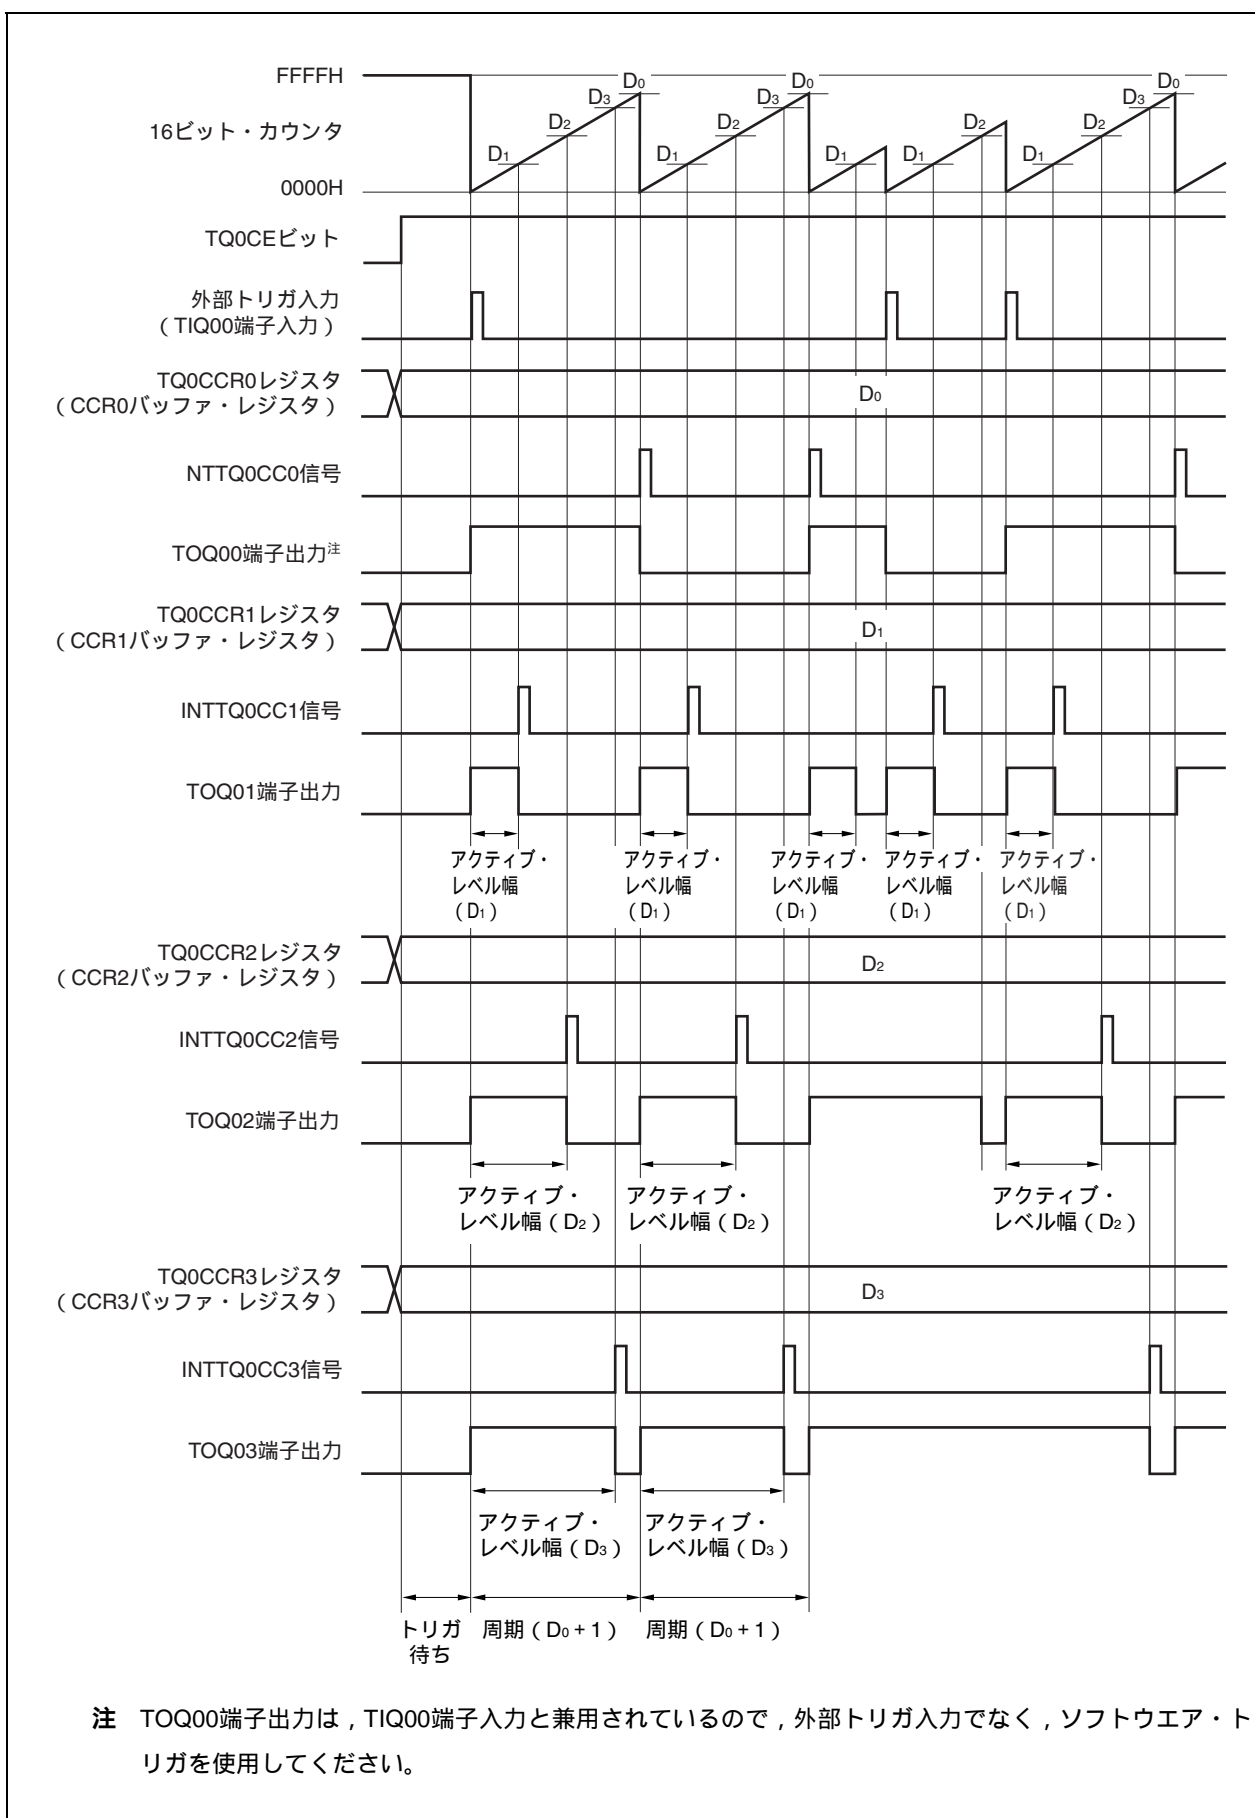 FFFFH
D0 D0 D0
D3 D3 D3
16ビット・カウンタ
D2 D2 D2 D2
D1 D1 D1 D1 D1
0000H
TQ0CEビット
外部トリガ入力
（TIQ00端子入力）
TQ0CCR0レジスタ
（CCR0バッファ・レジスタ）
D0
NTTQ0CC0信号
TOQ00端子出力注
TQ0CCR1レジスタ
（CCR1バッファ・レジスタ）
D1
INTTQ0CC1信号
TOQ01端子出力
アクティブ・ アクティブ・ アクティブ・ アクティブ・ アクティブ・
レベル幅 レベル幅 レベル幅 レベル幅 レベル幅
（D1） （D1） （D1） （D1） （D1）
TQ0CCR2レジスタ
（CCR2バッファ・レジスタ）
D2
INTTQ0CC2信号
TOQ02端子出力
アクティブ・ アクティブ・ アクティブ・
レベル幅（D2） レベル幅（D2） レベル幅（D2）
TQ0CCR3レジスタ
（CCR3バッファ・レジスタ）
D3
INTTQ0CC3信号
TOQ03端子出力
アクティブ・ アクティブ・
レベル幅（D3） レベル幅（D3）
トリガ 周期（D0 + 1） 周期（D0 + 1）
待ち
注 TOQ00端子出力は，TIQ00端子入力と兼用されているので，外部トリガ入力でなく，ソフトウエア・ト
リガを使用してください。